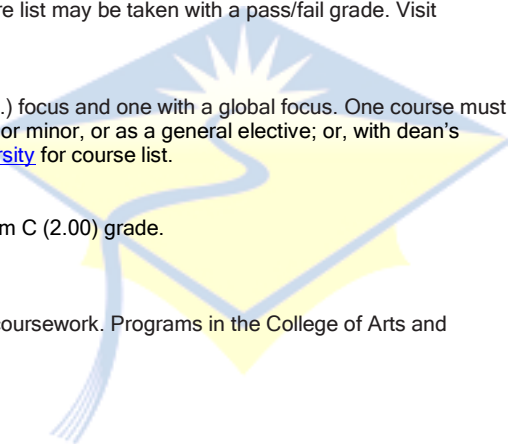 re list may be taken with a pass/fail grade. Visit
.) focus and one with a global focus. One course must
or minor, or as a general elective; or, with dean’s
rsity for course list.
m C (2.00) grade.
coursework. Programs in the College of Arts and